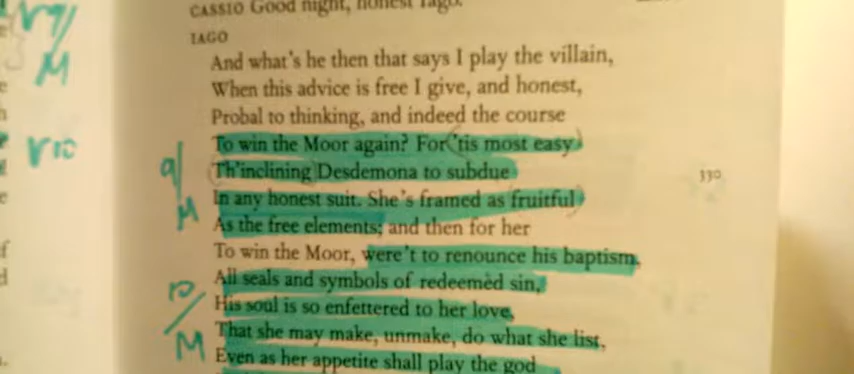 CASSIO Good night, honest Iago.
IAGO
And what's he then that says I play the villain,
When this advice is free I give, and honest,
Probal to thinking, and indeed the course
To win the Moor again? For 'tis most easy
Th'inclining Desdemona to subdue
330
In any honest suit. She's framed as fruitful
As the free elements; and then for her
To win the Moor, were't to renounce his baptism,
All seals and symbols of redeemèd sin,
His soul is so enfettered to her love,
That she may make, unmake, do what she list,
Even as her appetite shall play the god